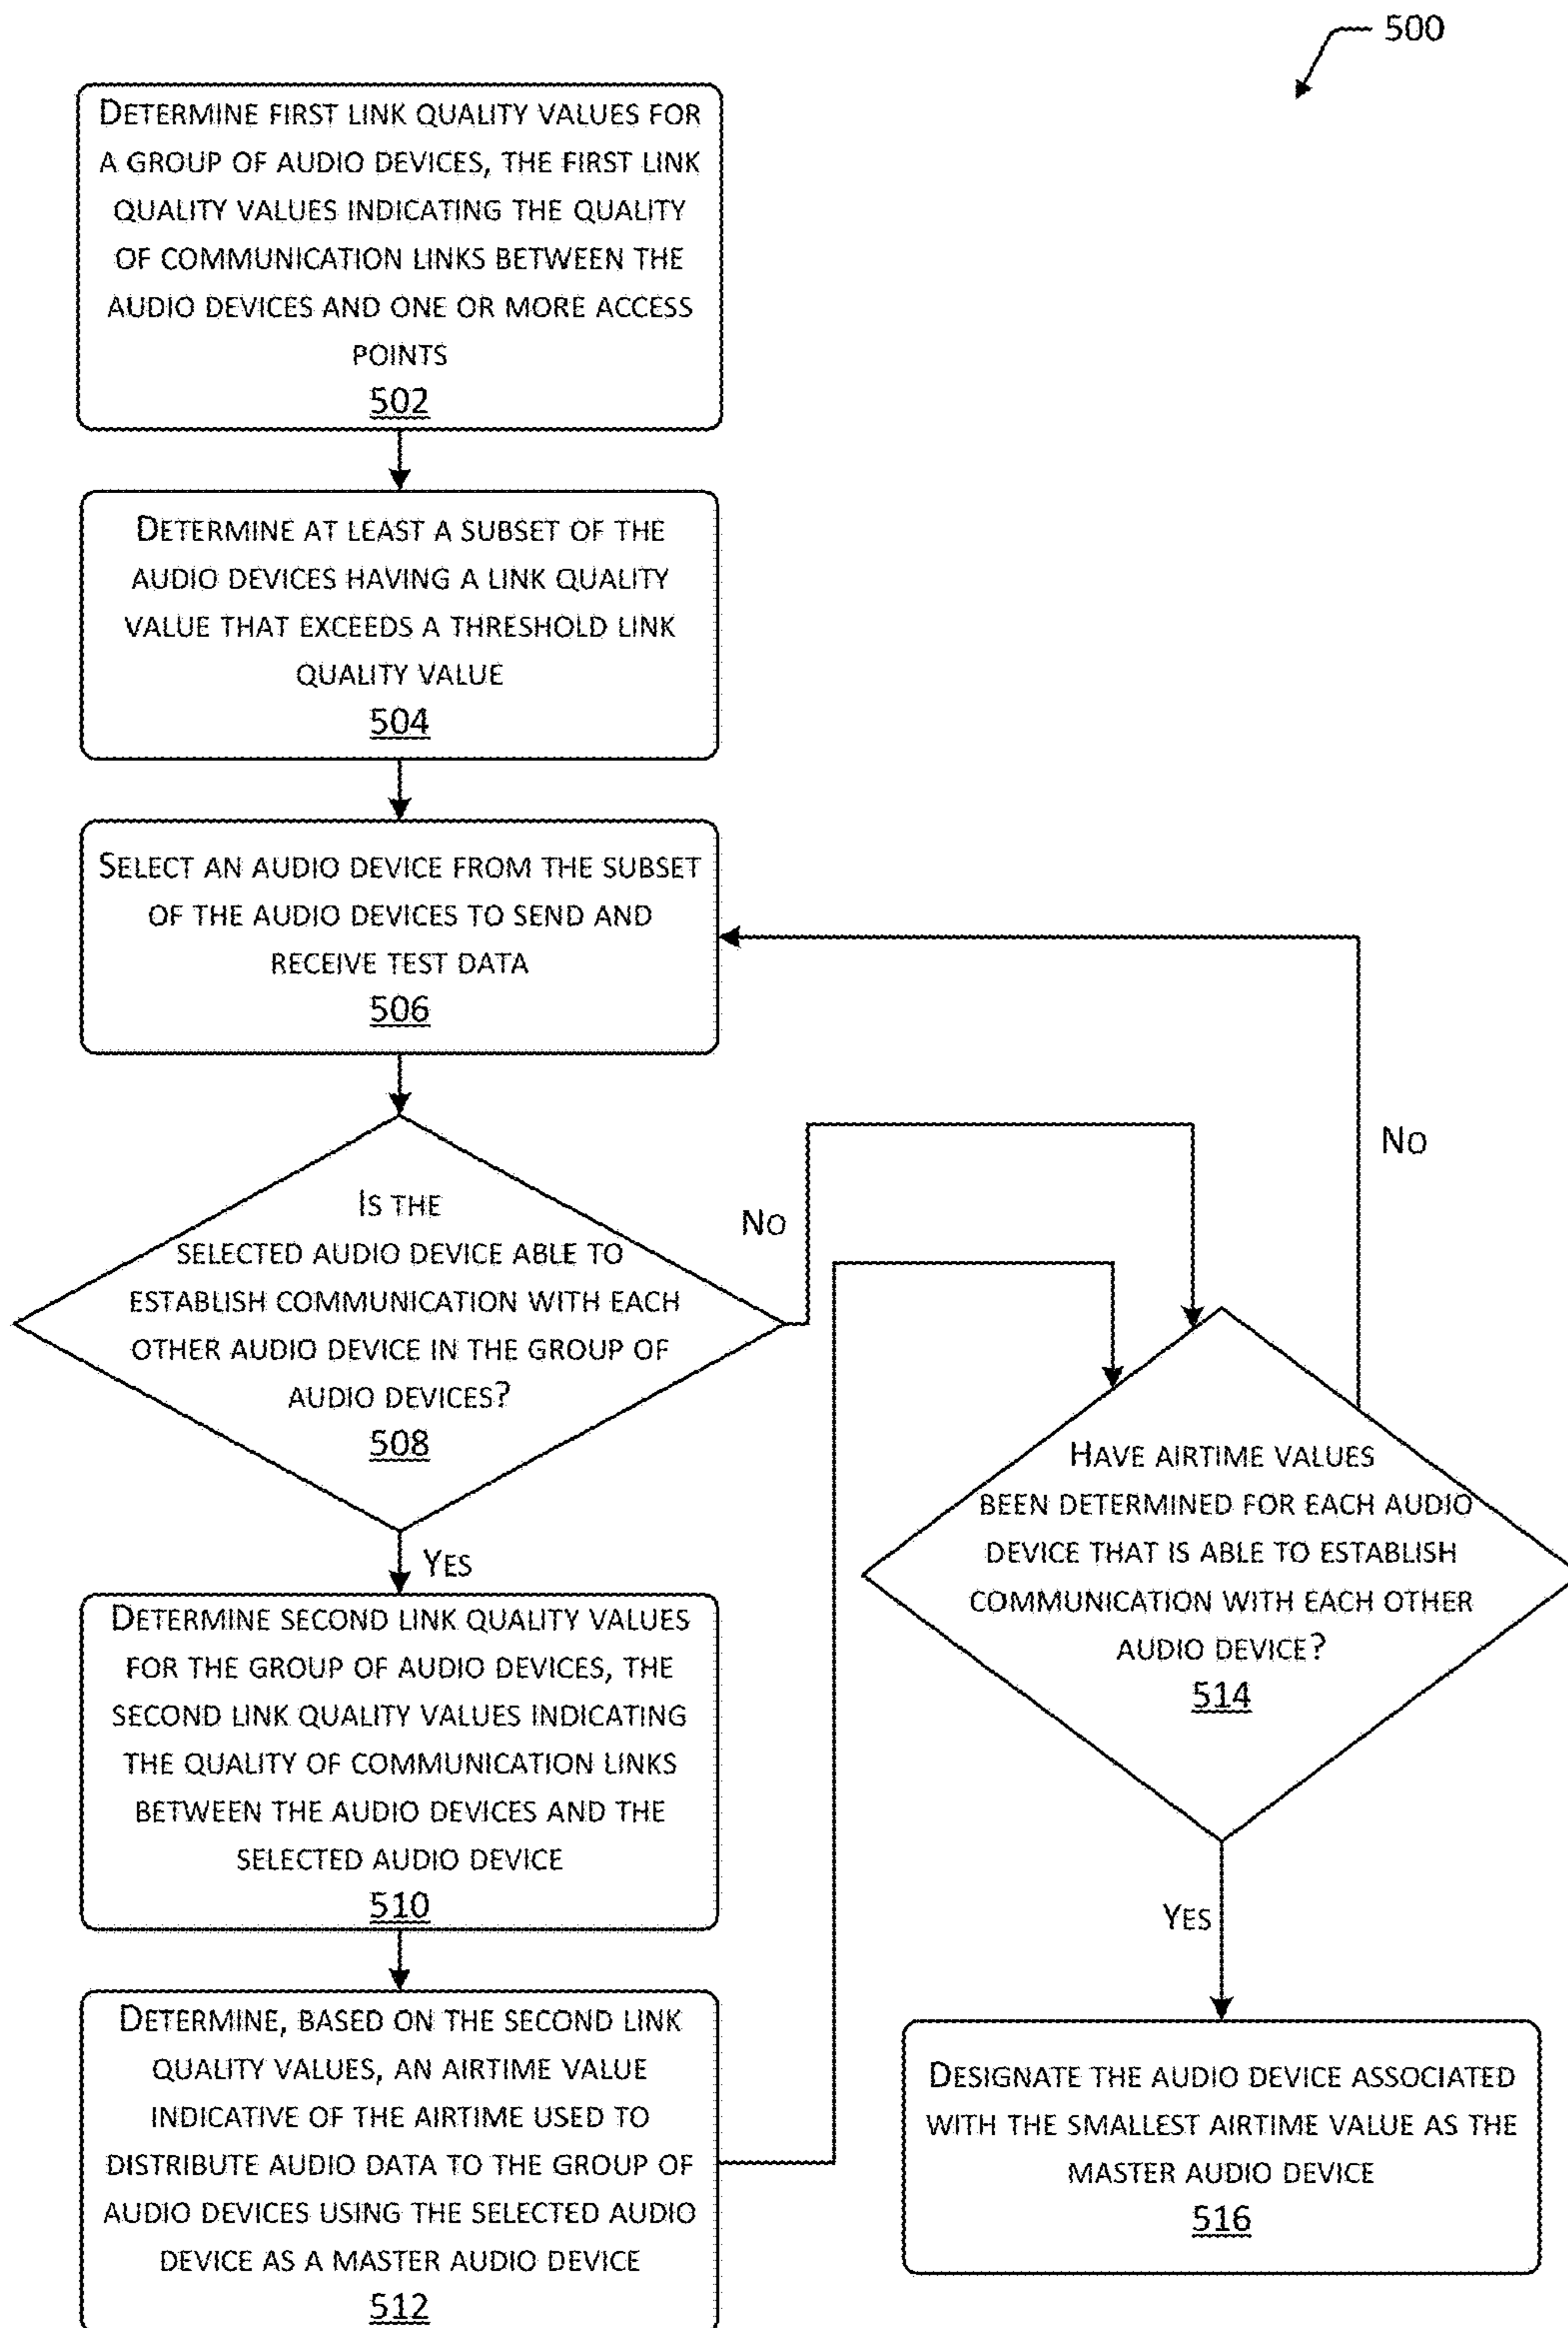 500
DETERMINE FIRST LINK QUALITY VALUES FOR
A GROUP OF AUDIO DEVICES, THE FIRST LINK
QUALITY VALUES INDICATING THE QUALITY
OF COMMUNICATION LINKS BETWEEN THE
AUDIO DEVICES AND ONE OR MORE ACCESS
POINTS
502
DETERMINE AT LEAST A SUBSET OF THE
AUDIO DEVICES HAVING A LINK QUALITY
VALUE THAT EXCEEDS A THRESHOLD LINK
QUALITY VALUE
504
SELECT AN AUDIO DEVICE FROM THE SUBSET
OF THE AUDIO DEVICES TO SEND AND
RECEIVE TEST DATA
506
IS THE
SELECTED AUDIO DEVICE ABLE TO
ESTABLISH COMMUNICATION WITH EACH
OTHER AUDIO DEVICE IN THE GROUP OF
AUDIO DEVICES?
508
NO
YES
DETERMINE SECOND LINK QUALITY VALUES
FOR THE GROUP OF AUDIO DEVICES, THE
SECOND LINK QUALITY VALUES INDICATING
THE QUALITY OF COMMUNICATION LINKS
BETWEEN THE AUDIO DEVICES AND THE
SELECTED AUDIO DEVICE
510
DETERMINE, BASED ON THE SECOND LINK
QUALITY VALUES, AN AIRTIME VALUE
INDICATIVE OF THE AIRTIME USED TO
DISTRIBUTE AUDIO DATA TO THE GROUP OF
AUDIO DEVICES USING THE SELECTED AUDIO
DEVICE AS A MASTER AUDIO DEVICE
512
NO
HAVE AIRTIME VALUES
BEEN DETERMINED FOR EACH AUDIO
DEVICE THAT IS ABLE TO ESTABLISH
COMMUNICATION WITH EACH OTHER
AUDIO DEVICE?
514
YES
DESIGNATE THE AUDIO DEVICE ASSOCIATED
WITH THE SMALLEST AIRTIME VALUE AS THE
MASTER AUDIO DEVICE
516